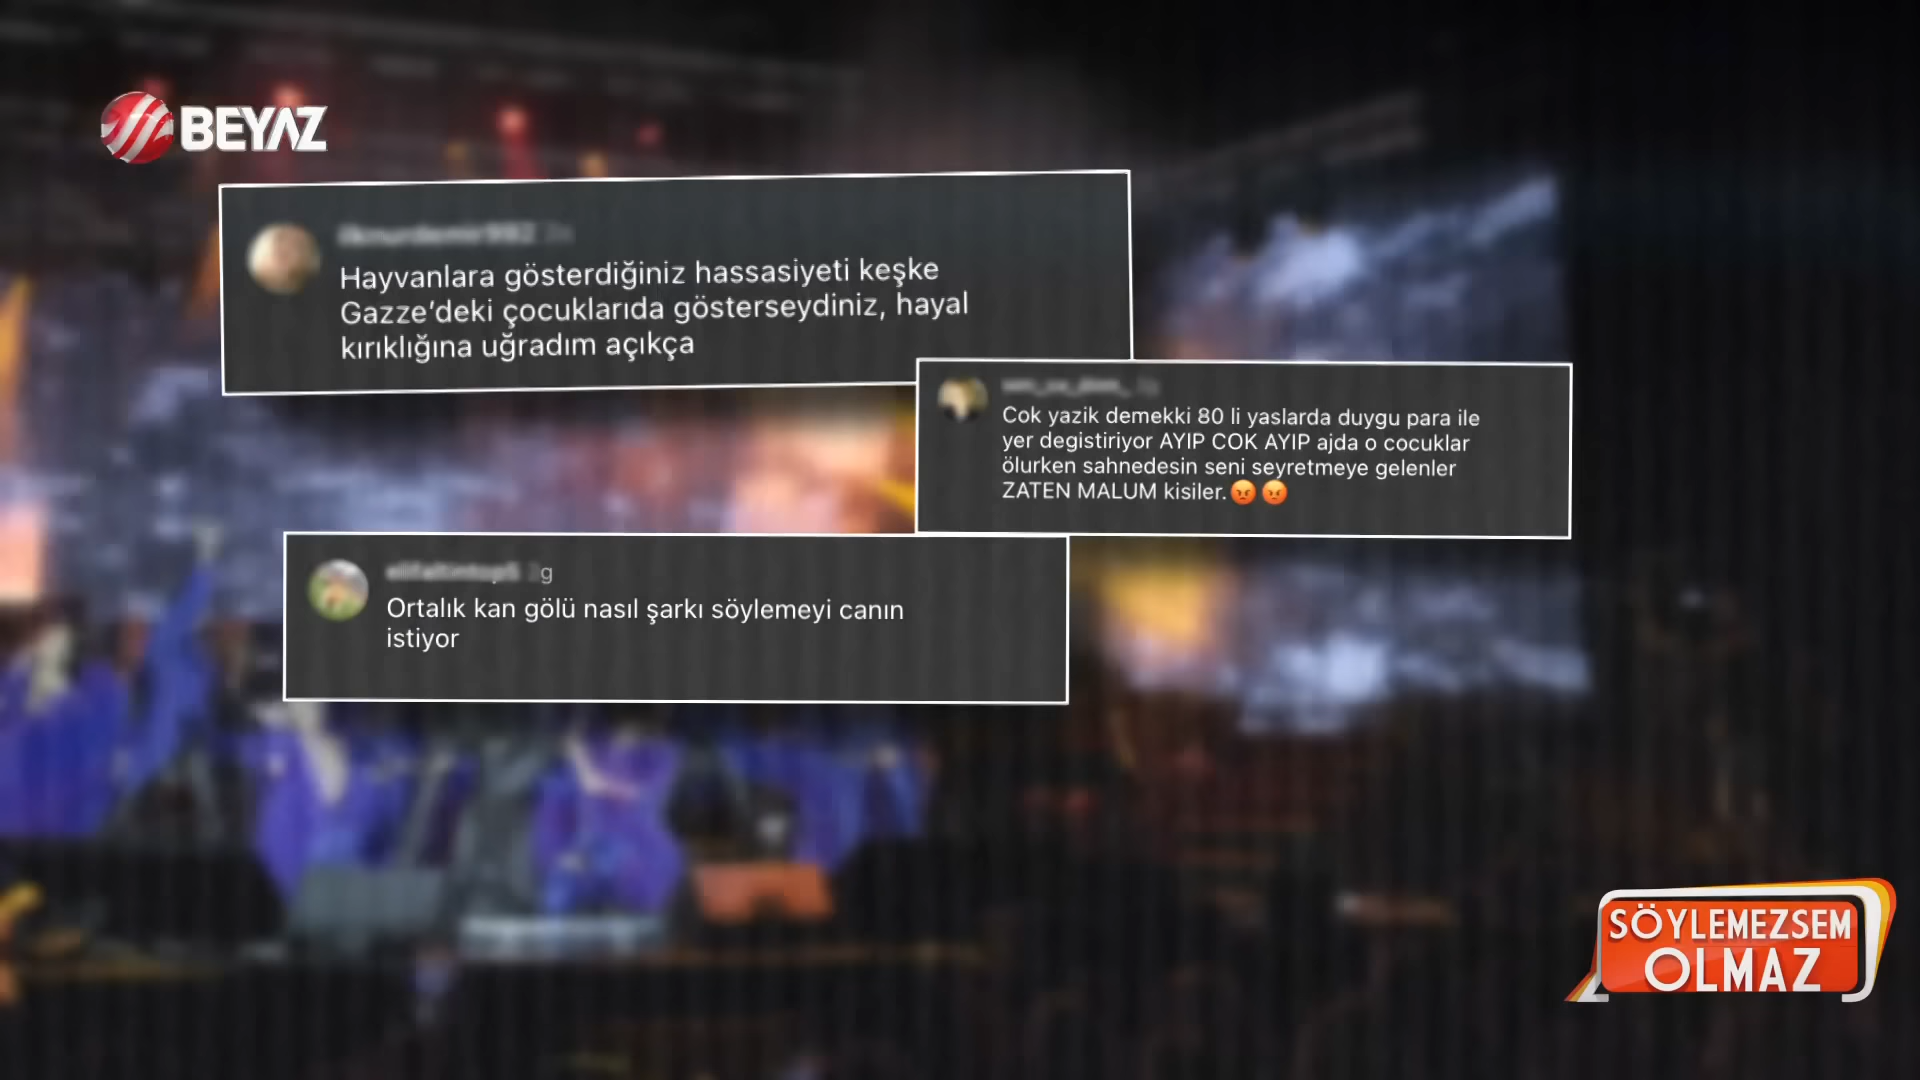 BEYAZ
Hayvanlara gösterdiğiniz hassasiyeti keşke
Gazze'deki çocuklarıda gösterseydiniz, hayal
kırıklığına uğradım açıkça
Cok yazik demekki 80 li yaslarda duygu para ile
yer degistiriyor AYIP COK AYIP ajda o cocuklar
ölurken sahnedesin seni seyretmeye gelenler
ZATEN MALUM kisiler.😡😡
Ortalık kan gölü nasıl şarkı söylemeyi canın
istiyor
SÖYLEMEZSEM
OLMAZ